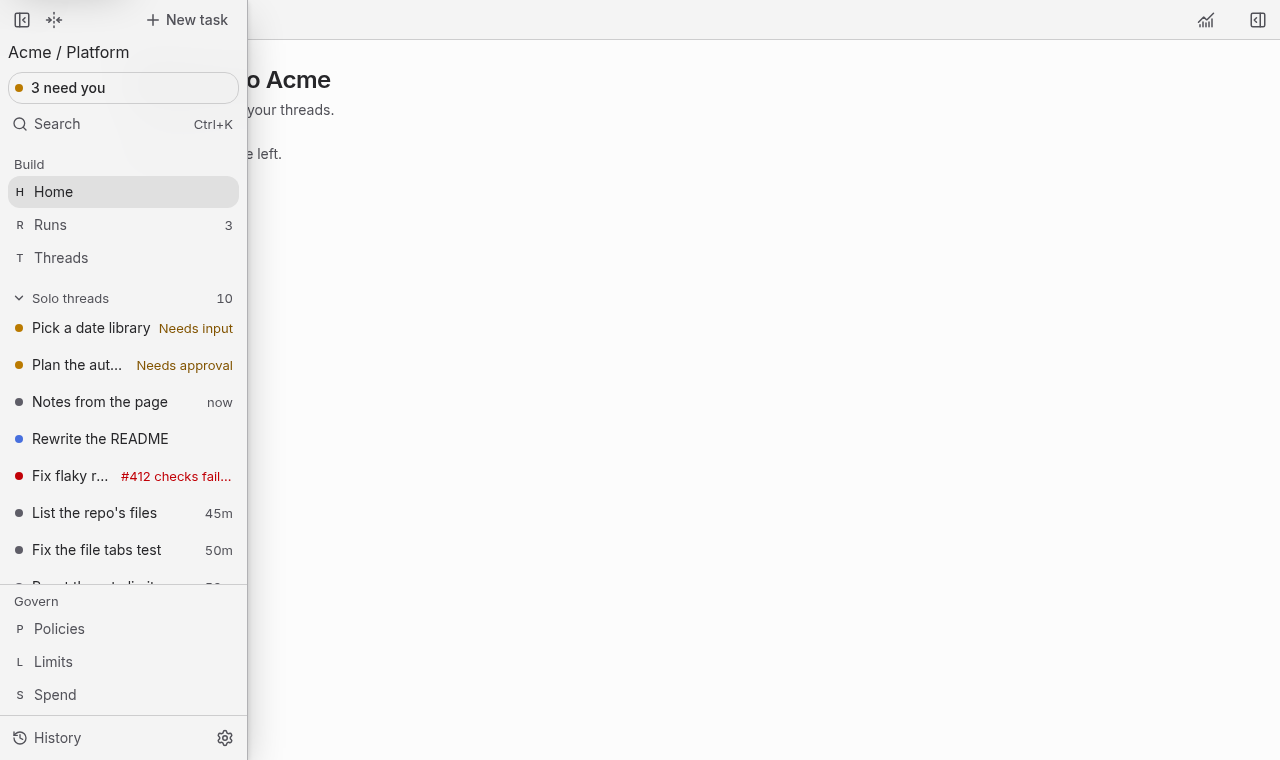 New task
Acme / Platform
3 need you
Search Ctrl+K
Build
H Home
R Runs 3
T Threads
Solo threads 10
Pick a date library Needs input
Plan the aut... Needs approval
Notes from the page now
Rewrite the README
Fix flaky r... #412 checks fail...
List the repo's files 45m
Fix the file tabs test 50m
Govern
P Policies
L Limits
S Spend
History
o Acme
your threads.
e left.